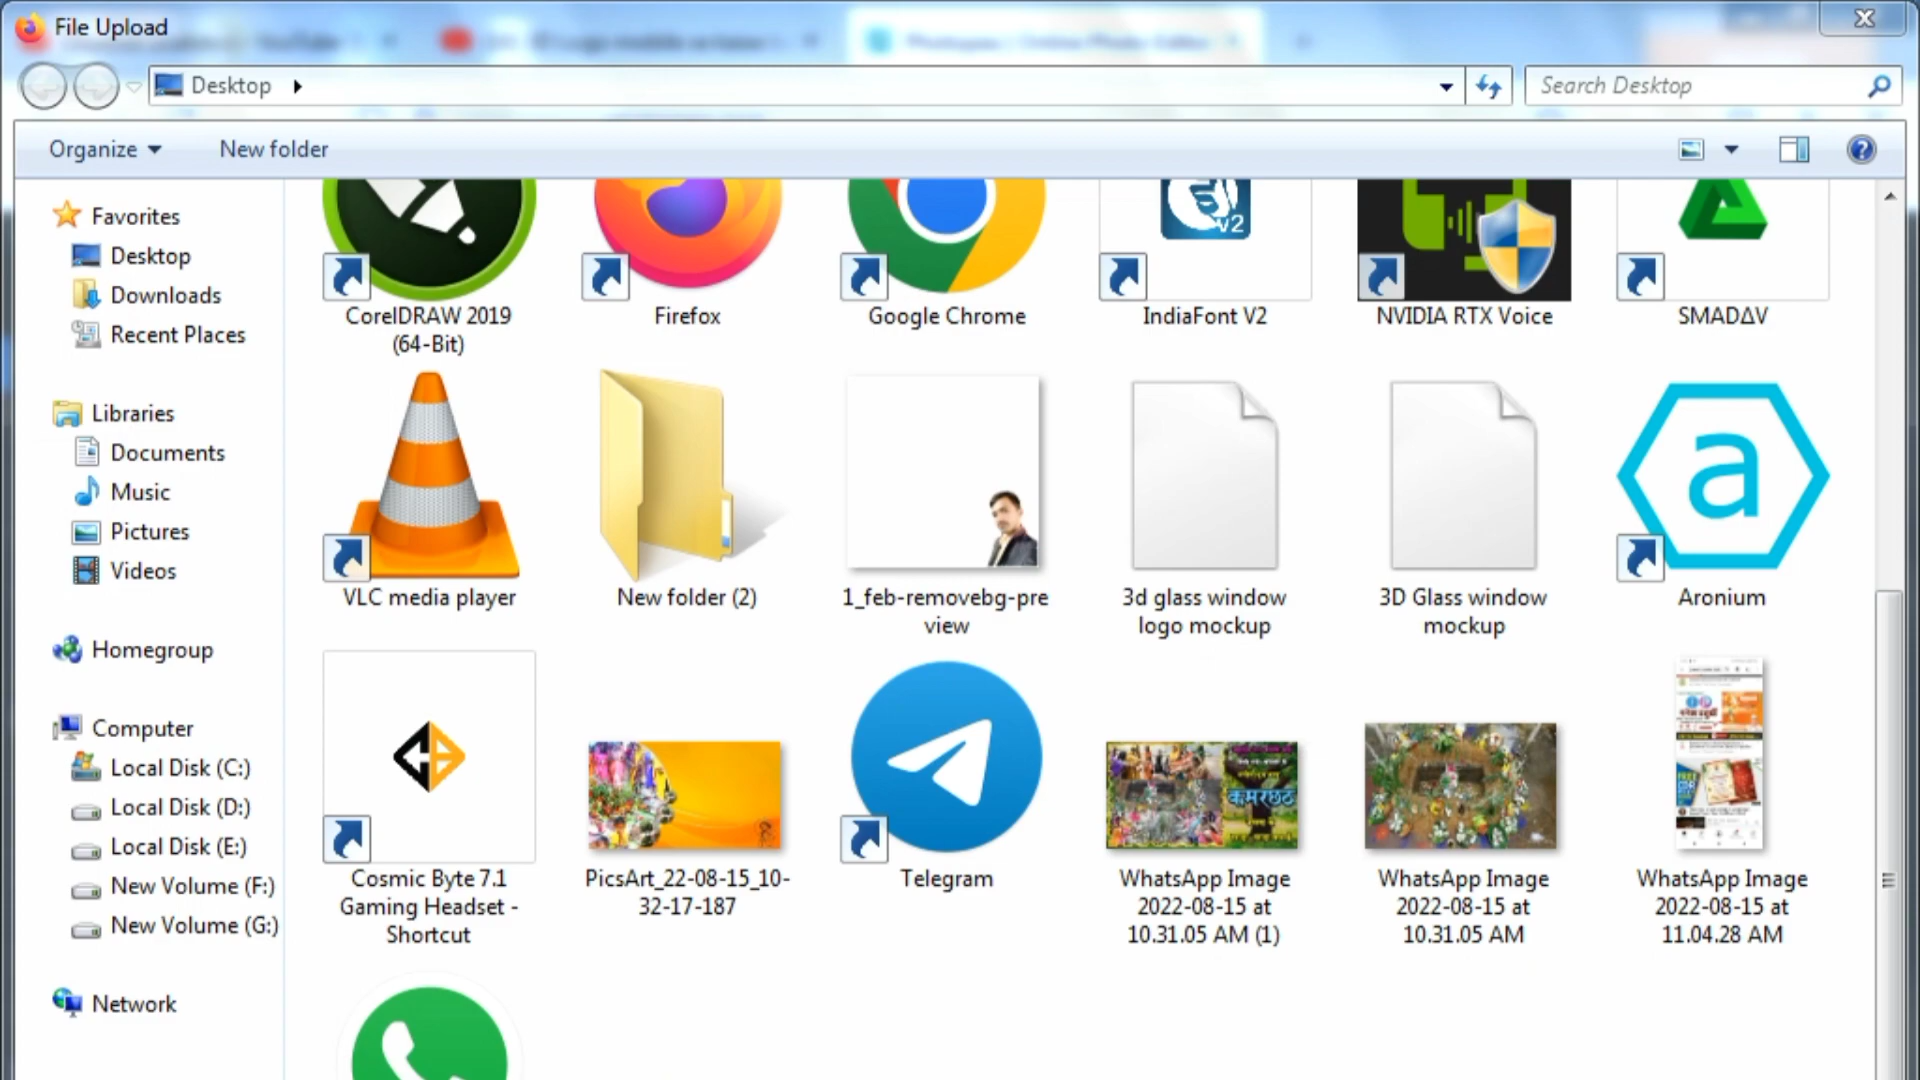 File Upload
Desktop
Search Desktop
Organize
New folder
Favorites
Desktop
Downloads
Recent Places
Libraries
Documents
Music
Pictures
Videos
Homegroup
Computer
Local Disk (C:)
Local Disk (D:)
Local Disk (E:)
New Volume (F:)
New Volume (G:)
Network
v2
CorelDRAW 2019
(64-Bit)
Firefox
Google Chrome
IndiaFont V2
NVIDIA RTX Voice
SMADΔV
a
VLC media player
New folder (2)
1_feb-removebg-pre
view
3d glass window
logo mockup
3D Glass window
mockup
Aronium
कमरछठ
Cosmic Byte 7.1
Gaming Headset -
Shortcut
PicsArt_22-08-15_10-
32-17-187
Telegram
WhatsApp Image
2022-08-15 at
10.31.05 AM (1)
WhatsApp Image
2022-08-15 at
10.31.05 AM
WhatsApp Image
2022-08-15 at
11.04.28 AM